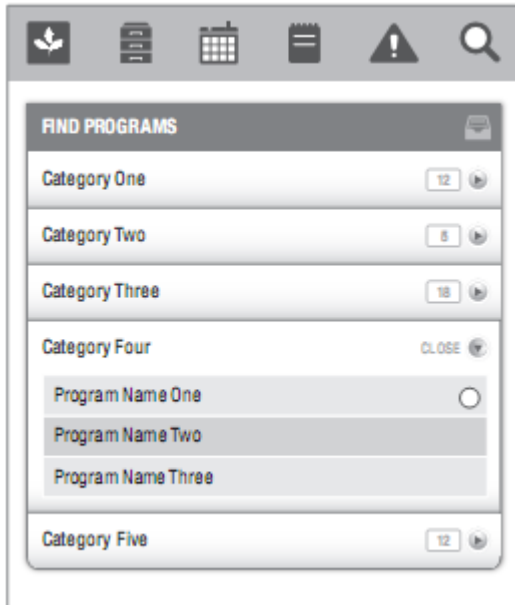 FIND PROGRAMS
Category One 12
Category Two 8
Category Three 18
Category Four CLOSE
Program Name One
Program Name Two
Program Name Three
Category Five 12